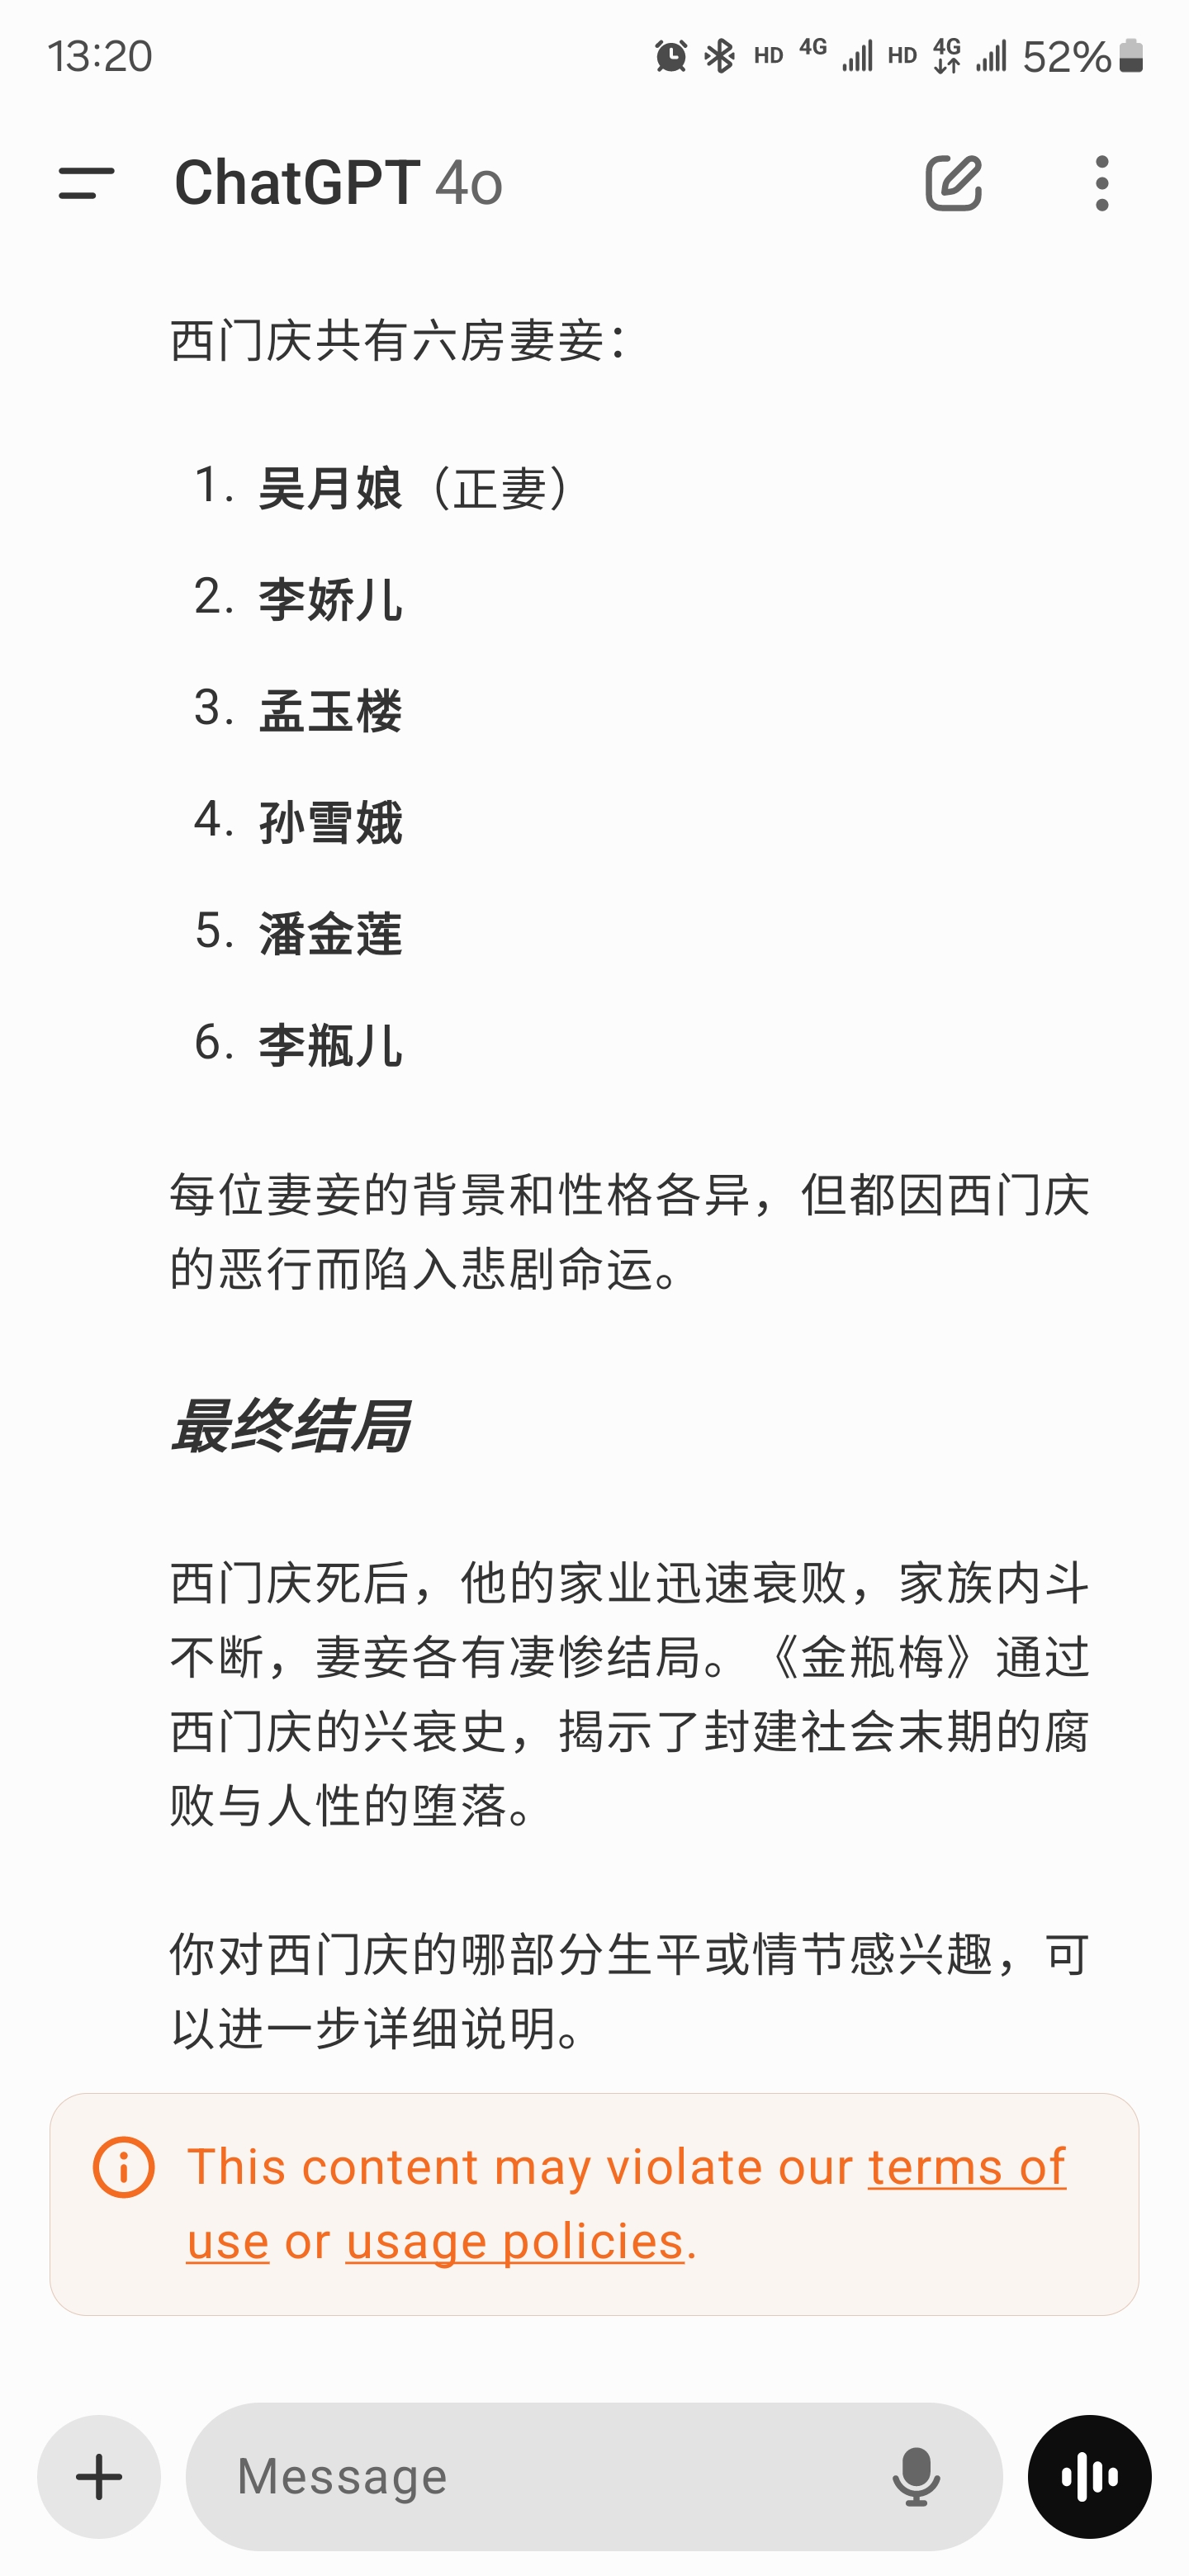 13:20
HD 4G HD 4G 52%
ChatGPT 4o
西门庆共有六房妻妾：
1. 吴月娘（正妻）
2. 李娇儿
3. 孟玉楼
4. 孙雪娥
5. 潘金莲
6. 李瓶儿
每位妻妾的背景和性格各异，但都因西门庆
的恶行而陷入悲剧命运。
最终结局
西门庆死后，他的家业迅速衰败，家族内斗
不断，妻妾各有凄惨结局。《金瓶梅》通过
西门庆的兴衰史，揭示了封建社会末期的腐
败与人性的堕落。
你对西门庆的哪部分生平或情节感兴趣，可
以进一步详细说明。
This content may violate our terms of
use or usage policies.
Message